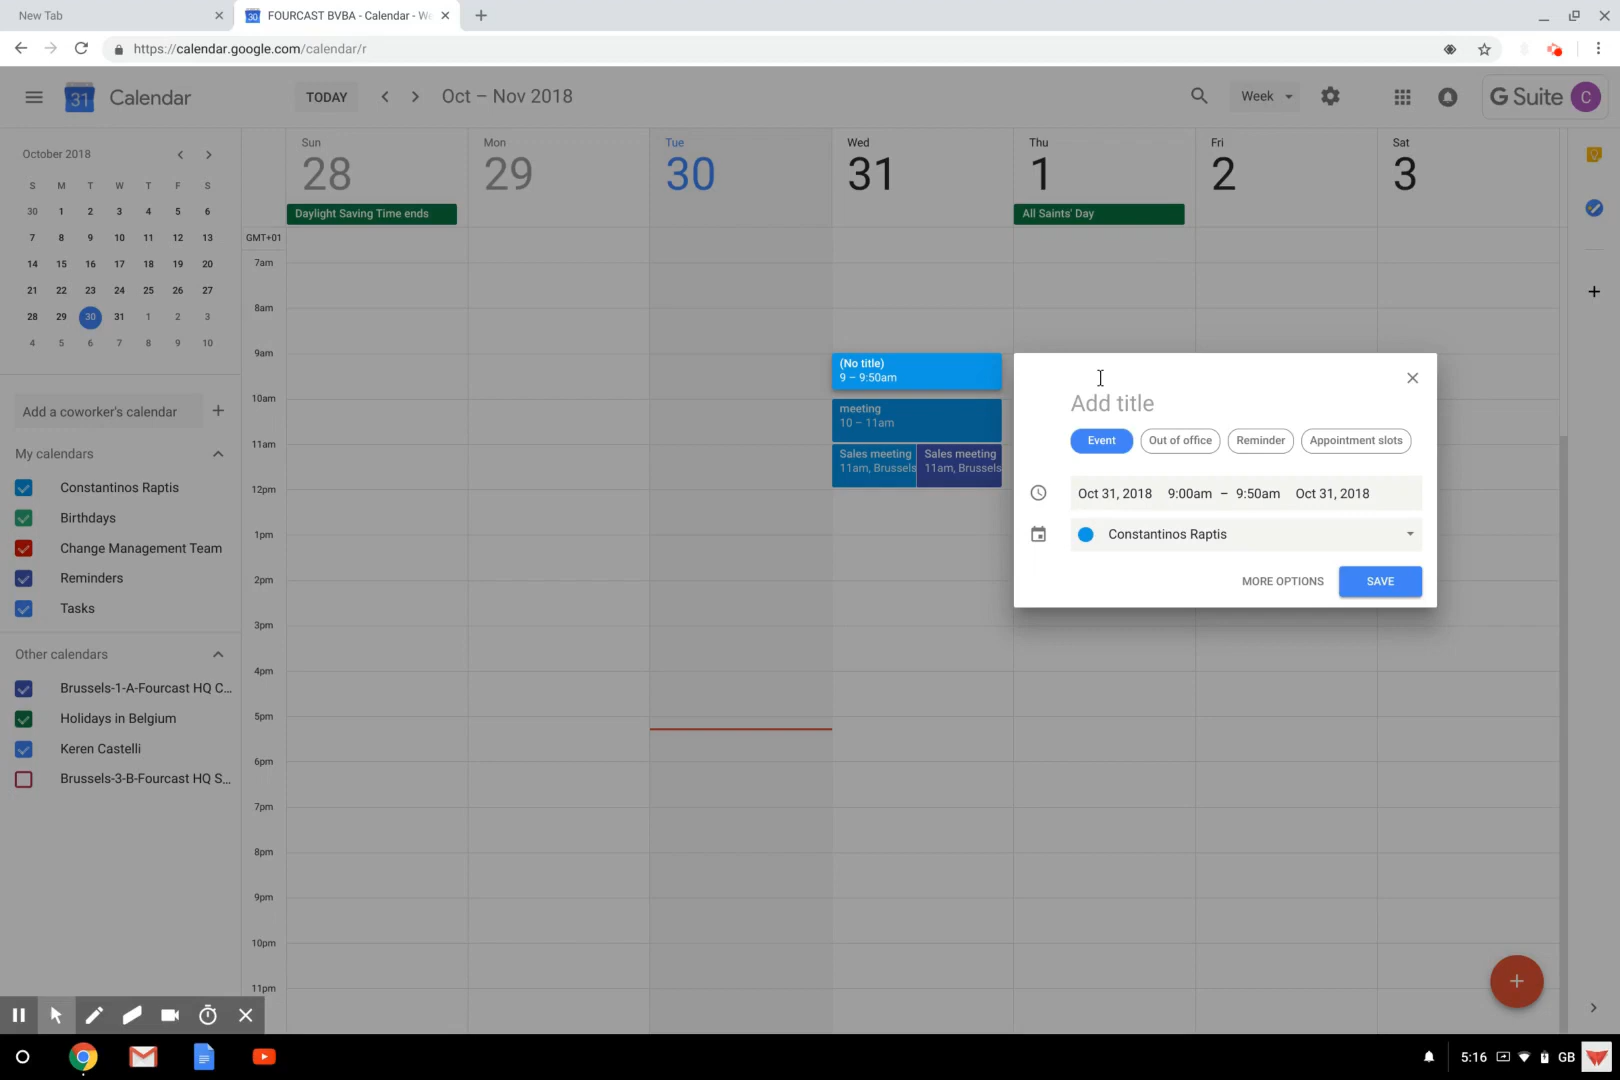 New Tab
FOURCAST BVBA - Calendar - We
https://calendar.google.com/calendar/r
31 Calendar
TODAY
Oct – Nov 2018
Week
G Suite C
October 2018
S M T W T F S
30 1 2 3 4 5 6
7 8 9 10 11 12 13
14 15 16 17 18 19 20
21 22 23 24 25 26 27
28 29 30 31 1 2 3
4 5 6 7 8 9 10
Add a coworker's calendar
My calendars
Constantinos Raptis
Birthdays
Change Management Team
Reminders
Tasks
Other calendars
Brussels-1-A-Fourcast HQ C...
Holidays in Belgium
Keren Castelli
Brussels-3-B-Fourcast HQ S...
Sun Mon Tue Wed Thu Fri Sat
28 29 30 31 1 2 3
Daylight Saving Time ends
All Saints' Day
GMT+01
7am
8am
9am
10am
11am
12pm
1pm
2pm
3pm
4pm
5pm
6pm
7pm
8pm
9pm
10pm
11pm
(No title)
9 – 9:50am
meeting
10 – 11am
Sales meeting
11am, Brussels
Sales meeting
11am, Brussels
Add title
Event Out of office Reminder Appointment slots
Oct 31, 2018 9:00am – 9:50am Oct 31, 2018
Constantinos Raptis
MORE OPTIONS SAVE
5:16 GB